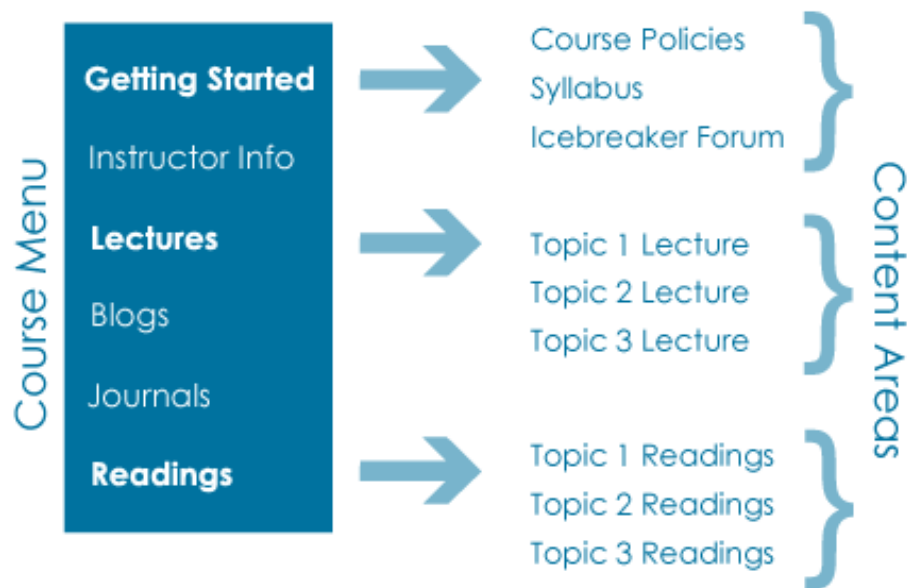 Course Menu
Getting Started
Instructor Info
Lectures
Blogs
Journals
Readings
Course Policies
Syllabus
Icebreaker Forum
Topic 1 Lecture
Topic 2 Lecture
Topic 3 Lecture
Topic 1 Readings
Topic 2 Readings
Topic 3 Readings
Content Areas